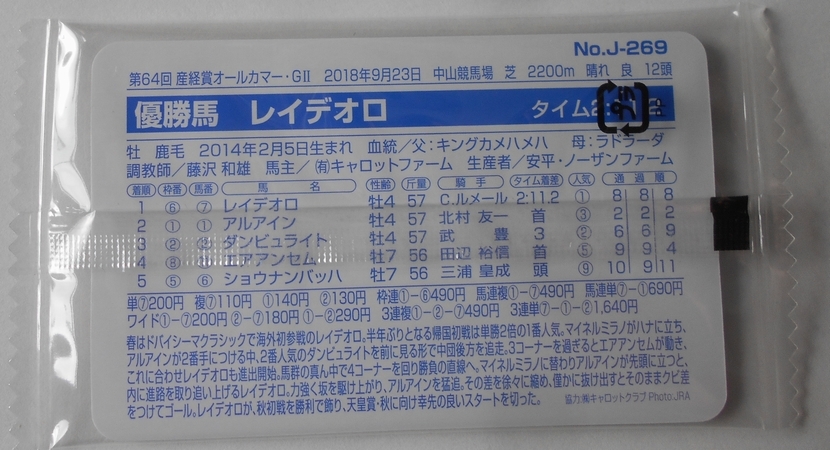 No.J-269
第64回 産経賞オールカマー・GII 2018年9月23日 中山競馬場 芝 2200m 晴れ 良 12頭
優勝馬 レイデオロ タイム2:11.2
牡 鹿毛 2014年2月5日生まれ 血統/父:キングカメハメハ 母:ラドラーダ
調教師/藤沢 和雄 馬主/(有)キャロットファーム 生産者/安平・ノーザンファーム
着順 枠番 馬番 馬名 性齢 斤量 騎手 タイム着差 人気 通過順
1 ⑥ ⑦ レイデオロ 牡4 57 C.ルメール 2:11.2 ① 8 8 8
2 ① ① アルアイン 牡4 57 北村 友一 首 ③ 2 2 2
3 ② ② ダンビュライト 牡4 57 武 豊 3 ② 6 6 9
4 ⑧ ⑪ エアアンセム 牡7 56 田辺 裕信 首 ⑤ 9 9 4
5 ⑤ ⑥ ショウナンバッハ 牡7 56 三浦 皇成 頭 ⑨ 10 9 11
単⑦200円 複⑦110円 ①140円 ②130円 枠連①-⑥490円 馬連①-⑦490円 馬連単⑦-①690円
ワイド①-⑦200円 ②-⑦180円 ①-②290円 3連複①-②-⑦490円 3連単⑦-①-②1,640円
春はドバイシーマクラシックで海外初参戦のレイデオロ。半年ぶりとなる帰国初戦は単勝2倍の1番人気。マイネルミラノがハナに立ち、
アルアインが2番手につける中、2番人気のダンビュライトを前に見る形で中団後方を追走。3コーナーを過ぎるとエアアンセムが動き、
これに合わせレイデオロも進出開始。馬群の真ん中で4コーナーを回り勝負の直線へ。マイネルミラノに替わりアルアインが先頭に立つと、
内に進路を取り追い上げるレイデオロ。力強く坂を駆け上がり、アルアインを猛追。その差を徐々に縮め、僅かに抜け出すとそのままクビ差
をつけてゴール。レイデオロが、秋初戦を勝利で飾り、天皇賞・秋に向け幸先の良いスタートを切った。
協力:㈱キャロットクラブ Photo:JRA
プラ